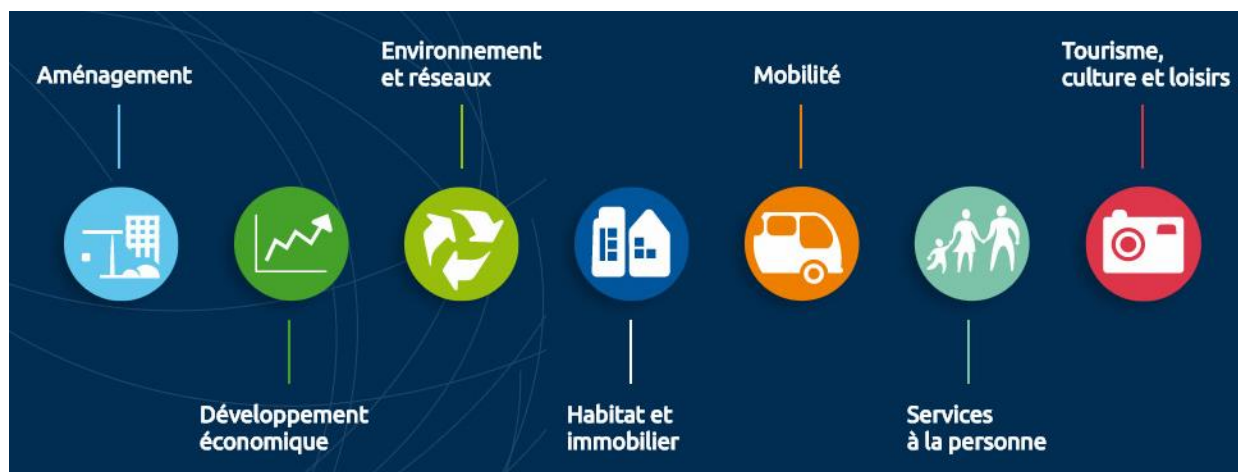 Aménagement
Développement
économique
Environnement
et réseaux
Habitat et
immobilier
Mobilité
Services
à la personne
Tourisme,
culture et loisirs